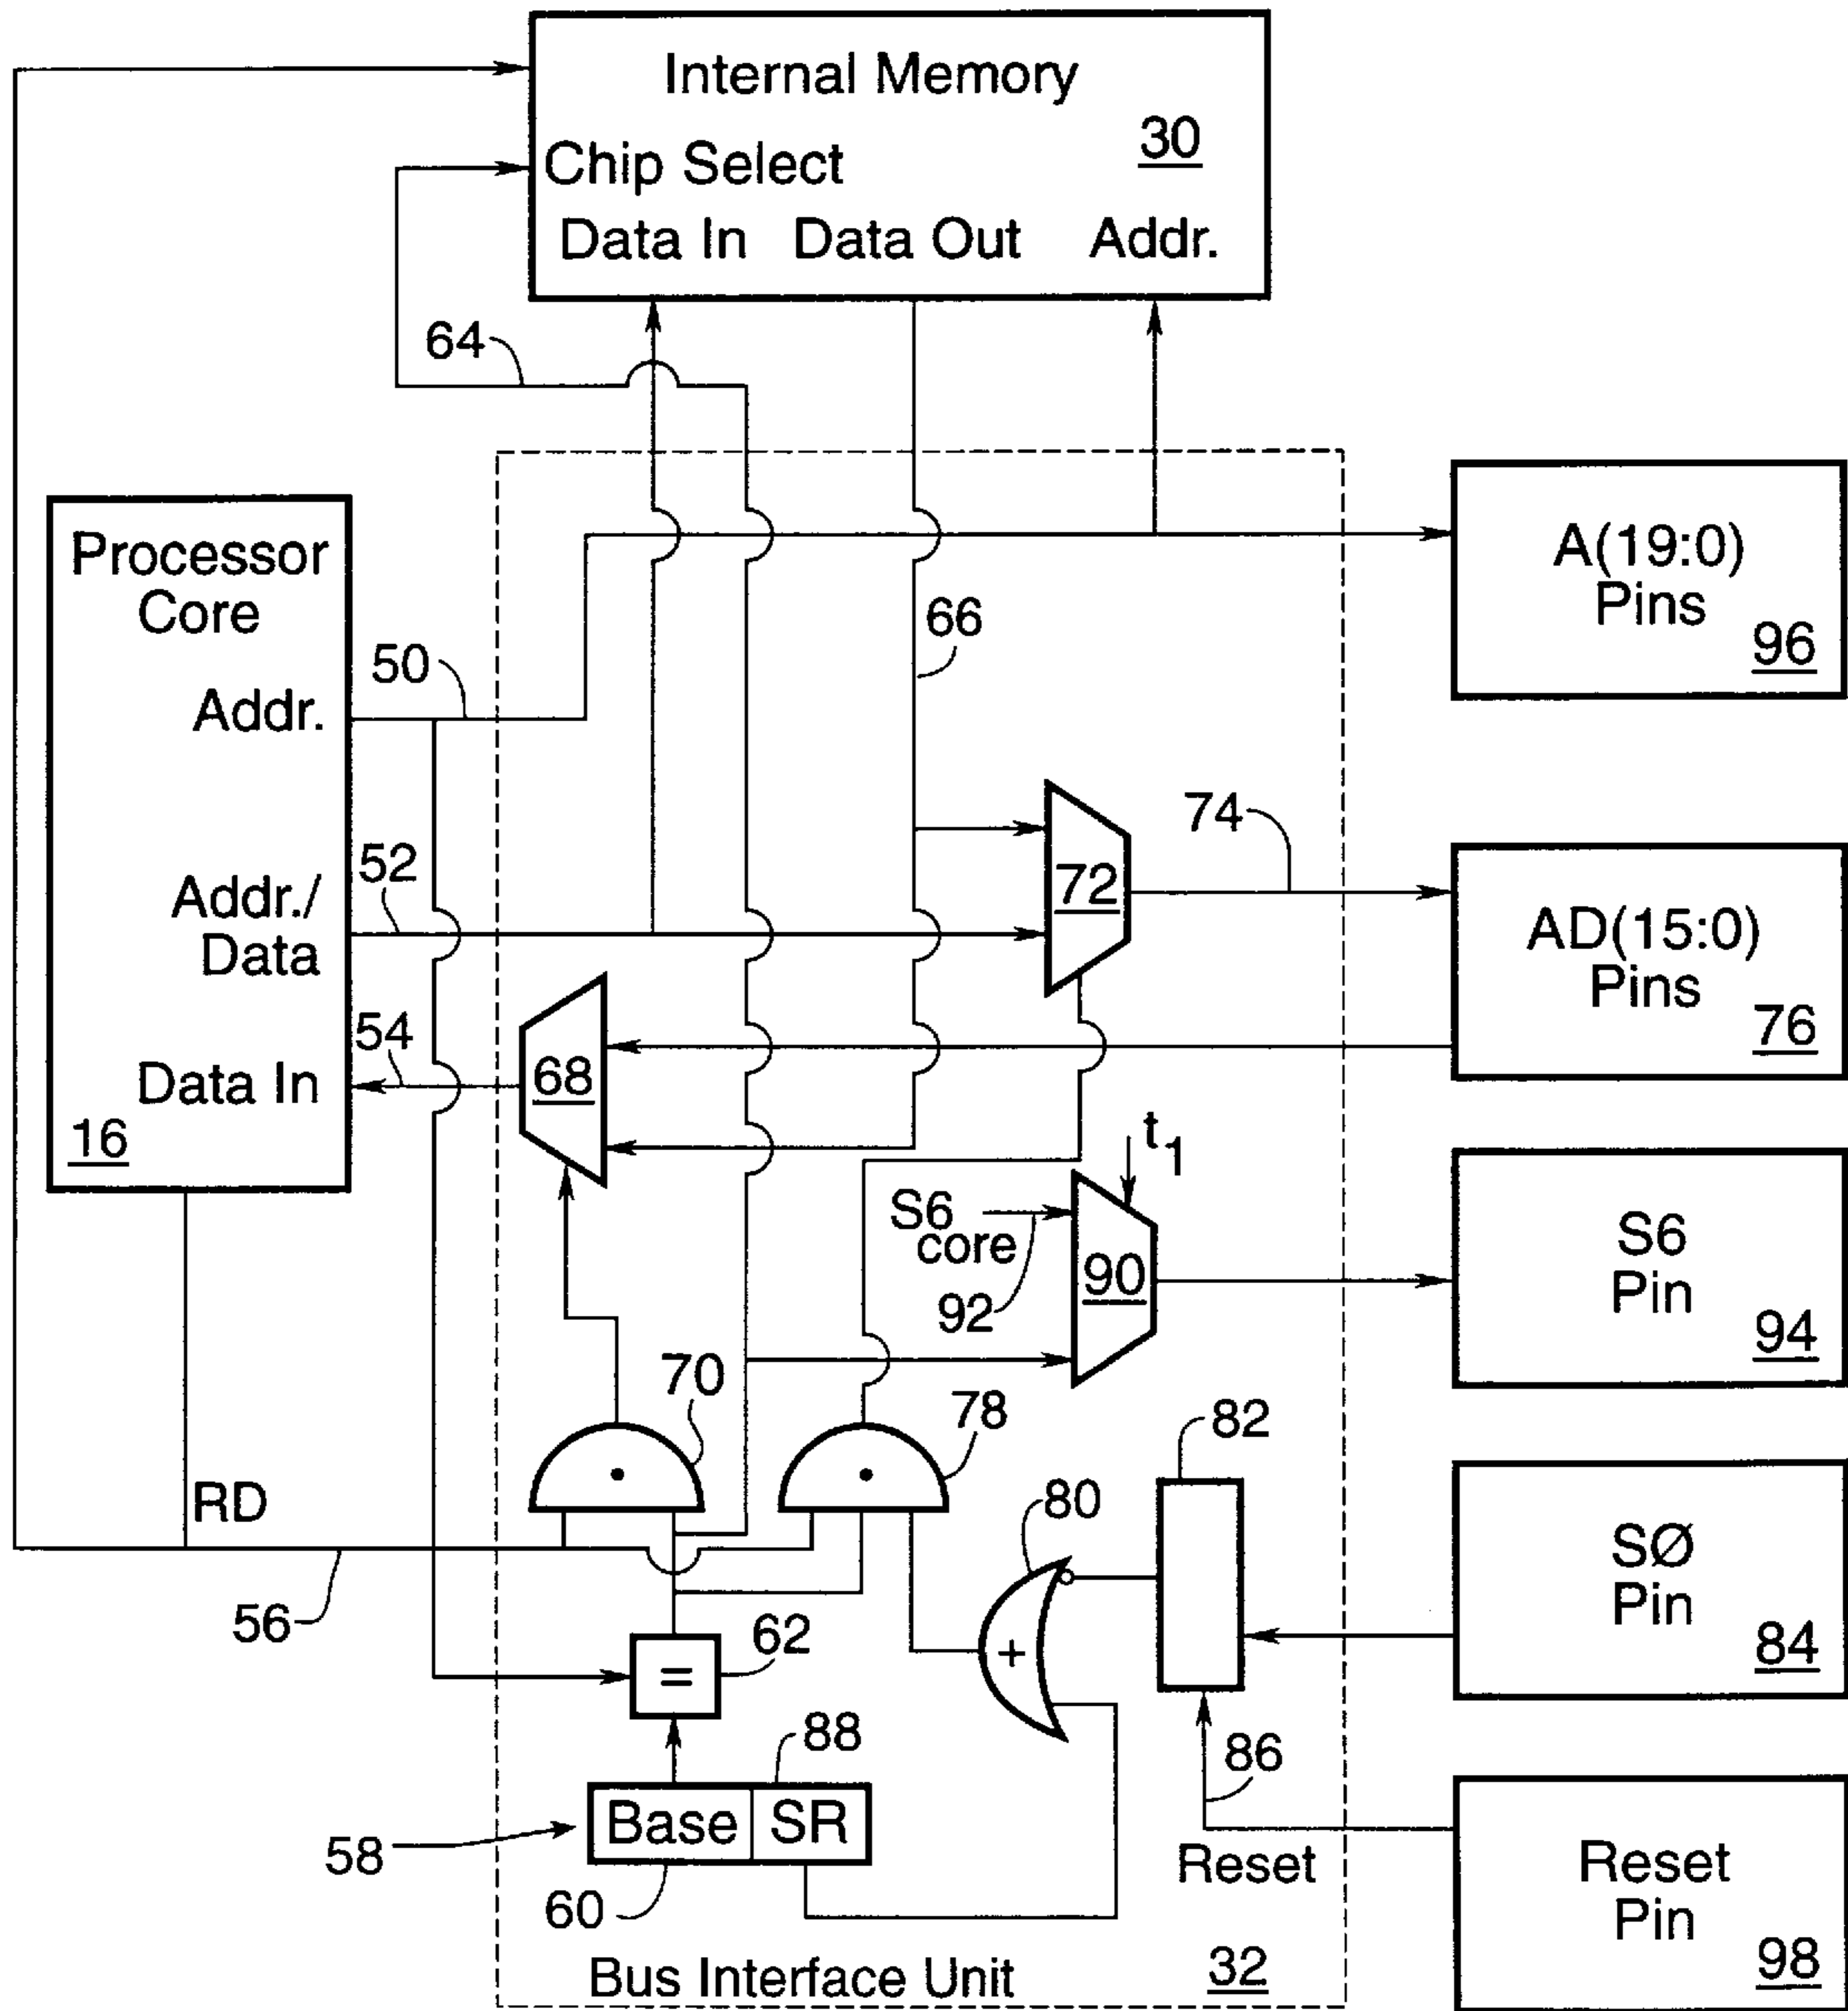 Internal Memory
30
Chip Select
Data In Data Out Addr.
64
Processor
Core
50
Addr.
66
A(19:0)
Pins
96
52
Addr./
Data
72
74
AD(15:0)
Pins
76
54
Data In
68
16
t1
S6
core
92
90
S6
Pin
94
70
78
82
RD
80
SØ
Pin
84
56
=
62
+
88
86
58
Base SR
60
Reset
Reset
Pin
98
Bus Interface Unit
32